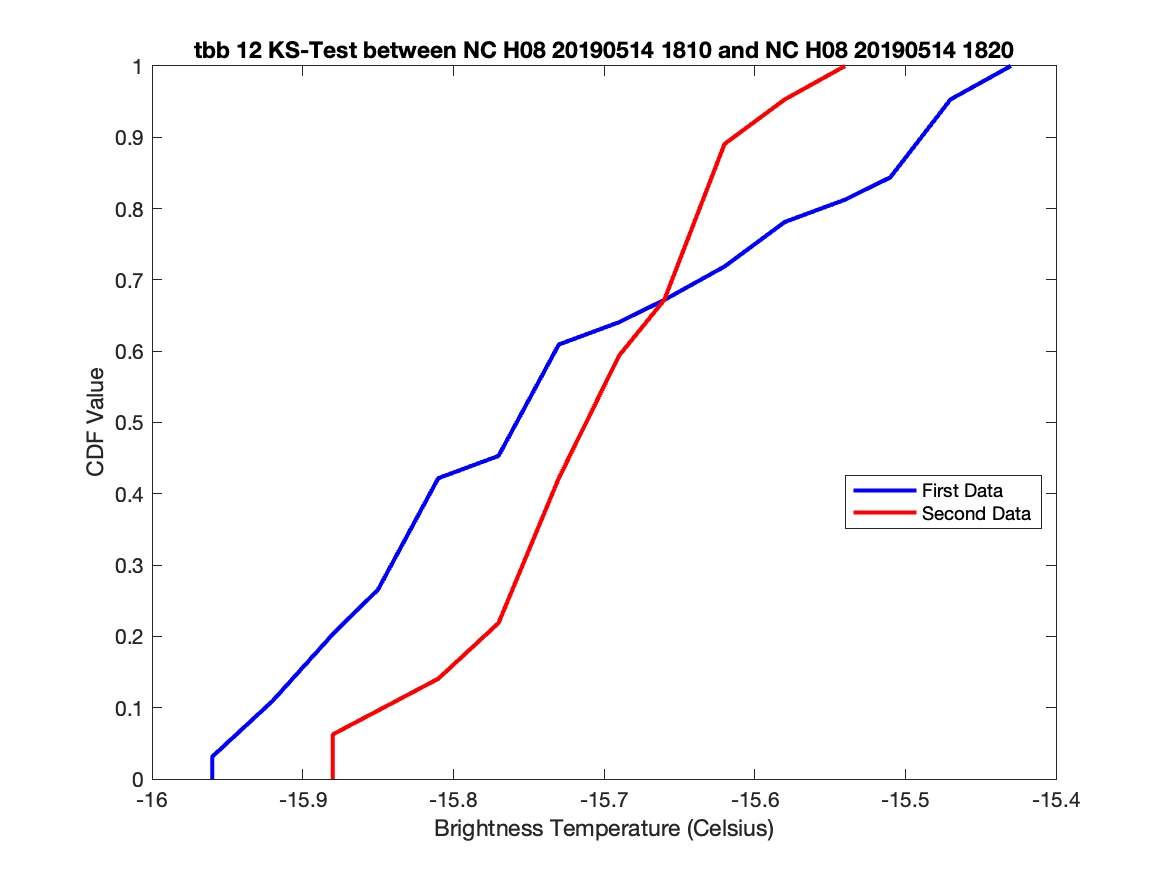 tbb 12 KS-Test between NC H08 20190514 1810 and NC H08 20190514 1820
1
0.9
0.8
0.7
0.6
0.5
0.4
0.3
0.2
0.1
0
CDF Value
First Data
Second Data
-16 -15.9 -15.8 -15.7 -15.6 -15.5 -15.4
Brightness Temperature (Celsius)